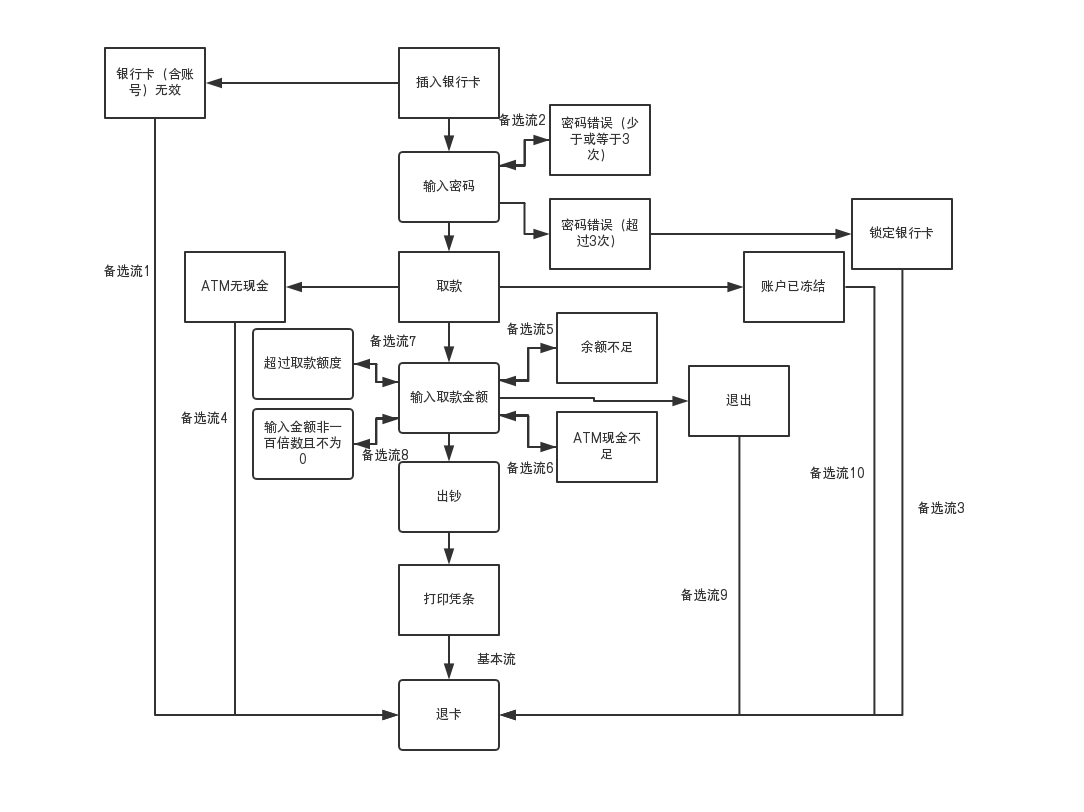 银行卡（含账
号）无效
插入银行卡
备选流2
密码错误（少
于或等于3
次）
输入密码
密码错误（超
过3次）
锁定银行卡
备选流1
ATM无现金
取款
账户已冻结
超过取款额度
备选流7
备选流5
余额不足
输入取款金额
退出
备选流4
输入金额非一
百倍数且不为
0
备选流8
备选流6
ATM现金不
足
备选流10
出钞
备选流3
打印凭条
备选流9
基本流
退卡